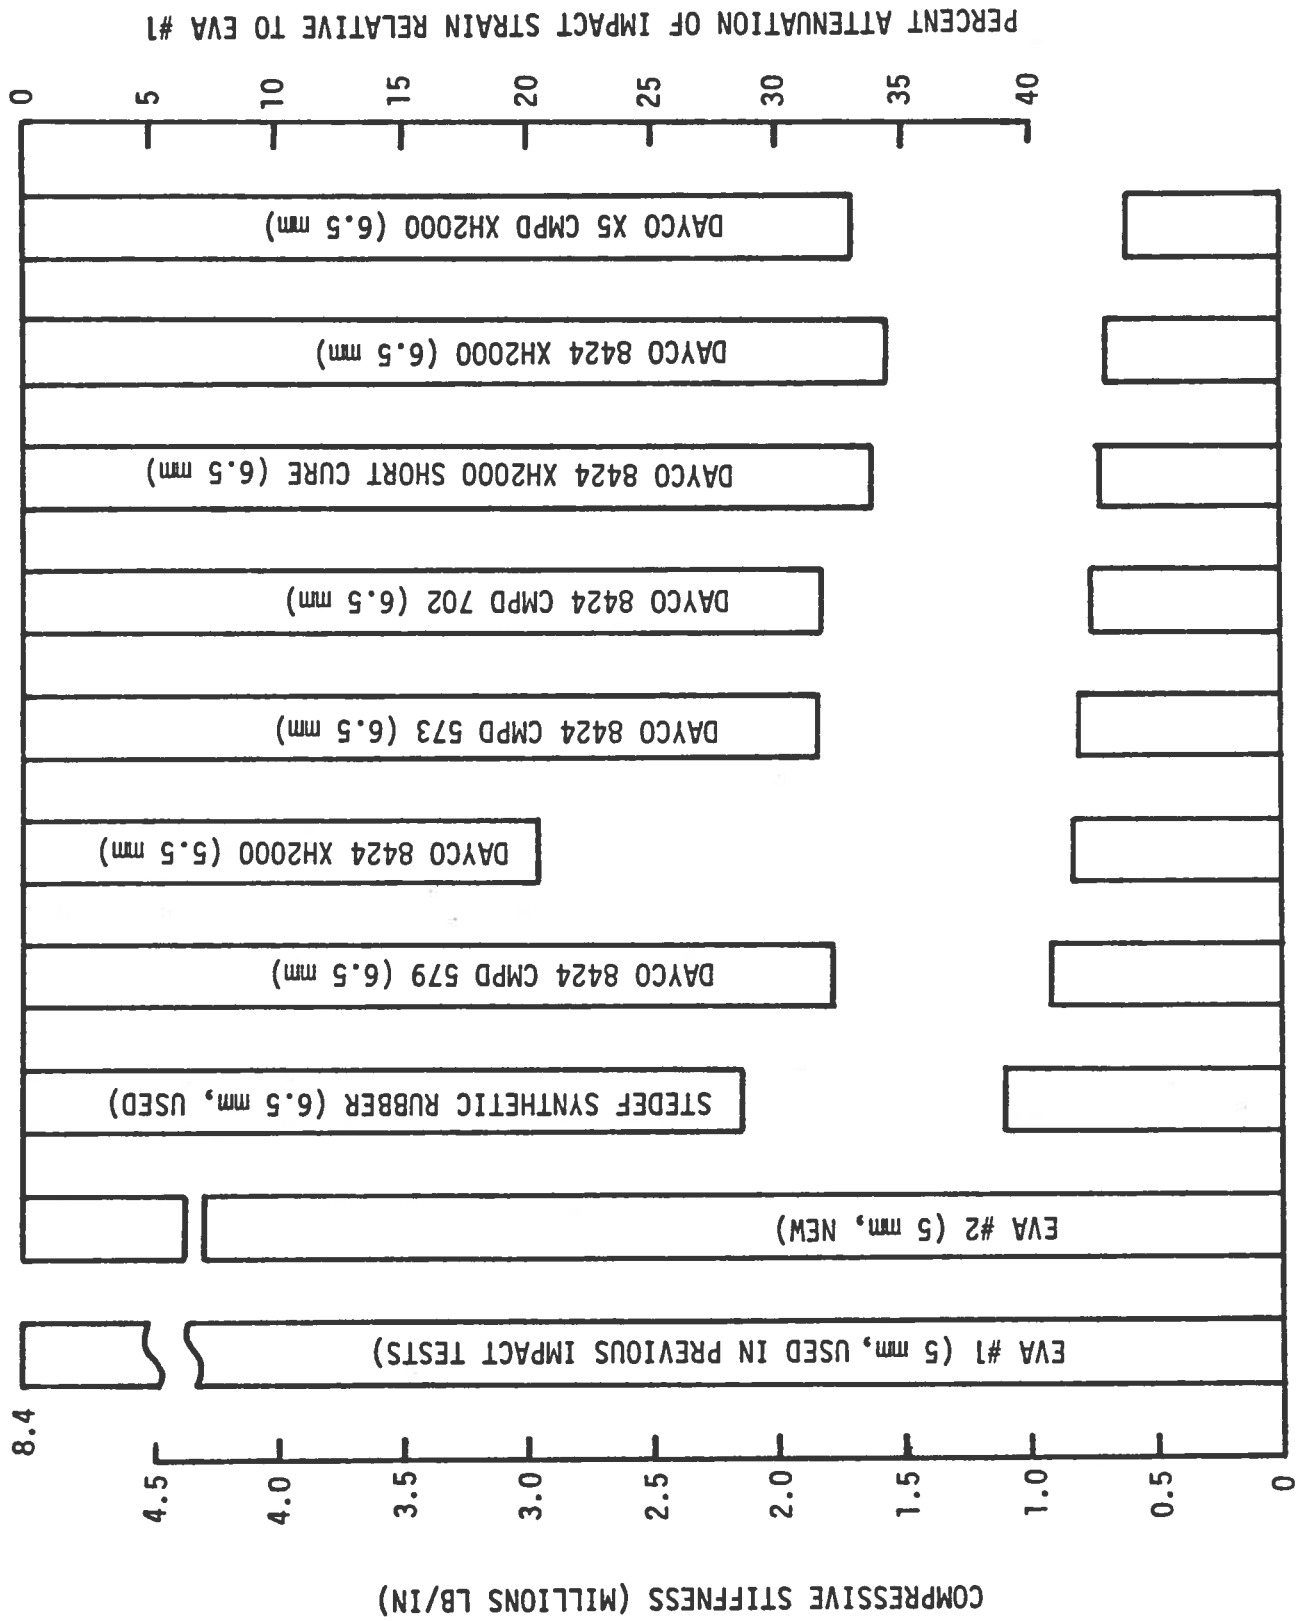 COMPRESSIVE STIFFNESS (MILLIONS LB/IN)
0
0.5
1.0
1.5
2.0
2.5
3.0
3.5
4.0
4.5
8.4
EVA #1 (5 mm, USED IN PREVIOUS IMPACT TESTS)
EVA #2 (5 mm, NEW)
STEDEF SYNTHETIC RUBBER (6.5 mm, USED)
DAYCO 8424 CMPD 579 (6.5 mm)
DAYCO 8424 XH2000 (5.5 mm)
DAYCO 8424 CMPD 573 (6.5 mm)
DAYCO 8424 CMPD 702 (6.5 mm)
DAYCO 8424 XH2000 SHORT CURE (6.5 mm)
DAYCO 8424 XH2000 (6.5 mm)
DAYCO X5 CMPD XH2000 (6.5 mm)
0
5
10
15
20
25
30
35
40
PERCENT ATTENUATION OF IMPACT STRAIN RELATIVE TO EVA #1